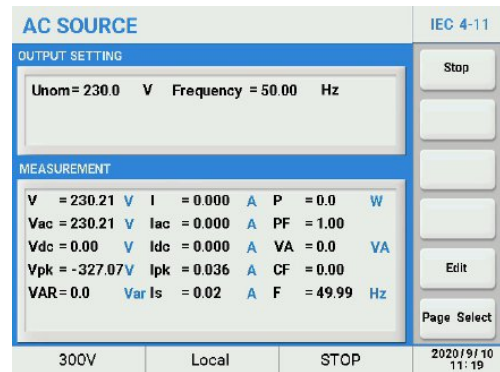 AC SOURCE
IEC 4-11
OUTPUT SETTING
Unom= 230.0 V Frequency = 50.00 Hz
Stop
MEASUREMENT
V = 230.21 V I = 0.000 A P = 0.0 W
Vac = 230.21 V Iac = 0.000 A PF = 1.00
Vdc = 0.00 V Idc = 0.000 A VA = 0.0 VA
Vpk = -327.07V Ipk = 0.036 A CF = 0.00
VAR= 0.0 Var Is = 0.02 A F = 49.99 Hz
Edit
Page Select
300V Local STOP
2020/9/10
11:19